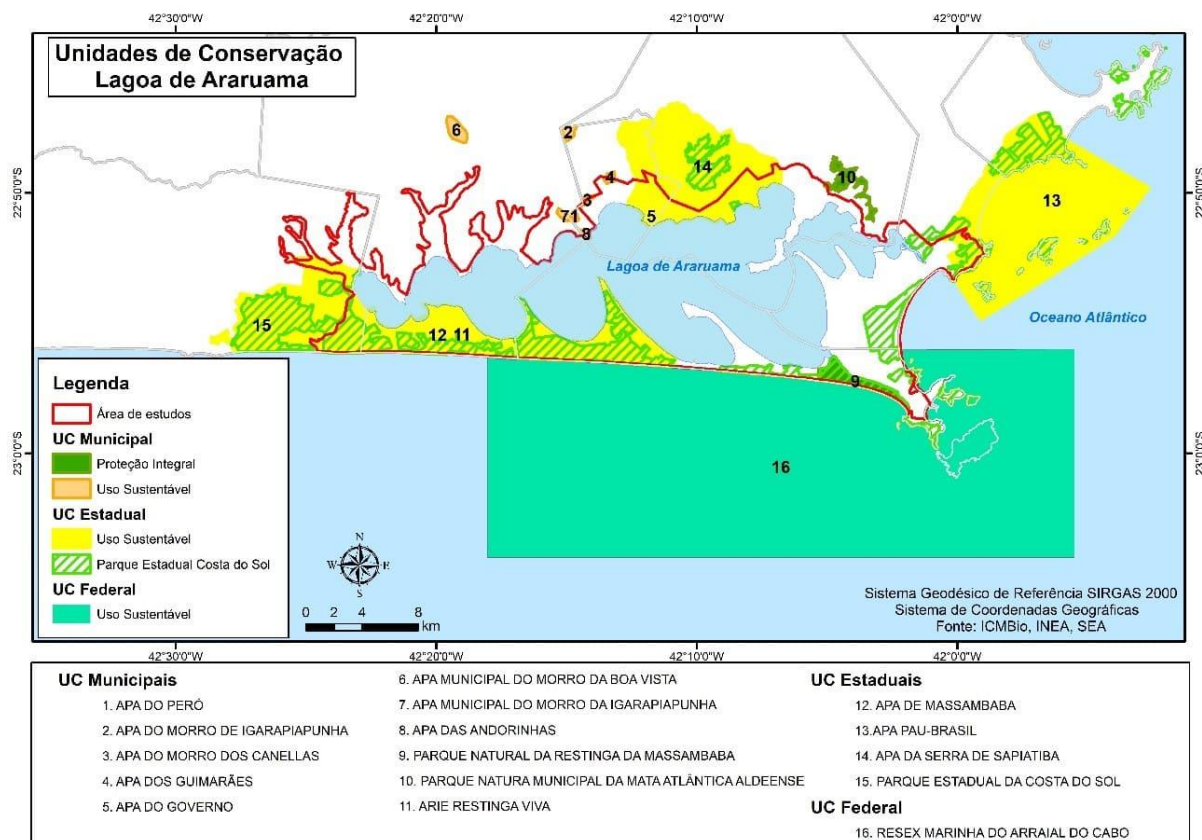 42°30'0"W
42°20'0"W
42°10'0"W
42°0'0"W
Unidades de Conservação
Lagoa de Araruama
6
2
14
4
10
3
71
5
8
13
22°50'0"S
22°50'0"S
Lagoa de Araruama
Oceano Atlântico
15
12 11
9
16
23°0'0"S
23°0'0"S
Legenda
Área de estudos
UC Municipal
Proteção Integral
Uso Sustentável
UC Estadual
Uso Sustentável
Parque Estadual Costa do Sol
UC Federal
Uso Sustentável
N
W E
S
0 2 4 8
km
Sistema Geodésico de Referência SIRGAS 2000
Sistema de Coordenadas Geográficas
Fonte: ICMBio, INEA, SEA
42°30'0"W
42°20'0"W
42°10'0"W
42°0'0"W
UC Municipais
1. APA DO PERÓ
2. APA DO MORRO DE IGARAPIAPUNHA
3. APA DO MORRO DOS CANELLAS
4. APA DOS GUIMARÃES
5. APA DO GOVERNO
6. APA MUNICIPAL DO MORRO DA BOA VISTA
7. APA MUNICIPAL DO MORRO DA IGARAPIAPUNHA
8. APA DAS ANDORINHAS
9. PARQUE NATURAL DA RESTINGA DA MASSAMBABA
10. PARQUE NATURA MUNICIPAL DA MATA ATLÂNTICA ALDEENSE
11. ARIE RESTINGA VIVA
UC Estaduais
12. APA DE MASSAMBABA
13.APA PAU-BRASIL
14. APA DA SERRA DE SAPIATIBA
15. PARQUE ESTADUAL DA COSTA DO SOL
UC Federal
16. RESEX MARINHA DO ARRAIAL DO CABO